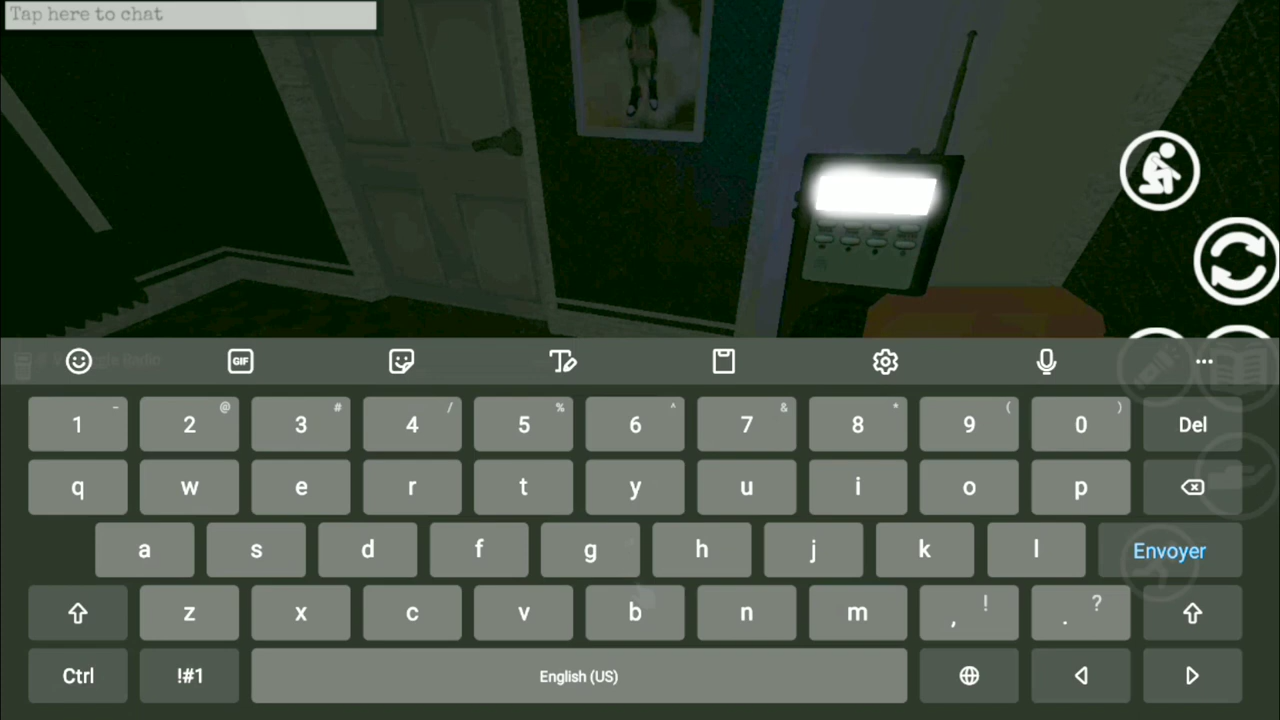 Tap here to chat
GIF
1 - 2 @ 3 # 4 / 5 % 6 ^ 7 & 8 * 9 ( 0 ) Del
q w e r t y u i o p
a s d f g h j k l Envoyer
z x c v b n m , ! . ?
Ctrl !#1 English (US)